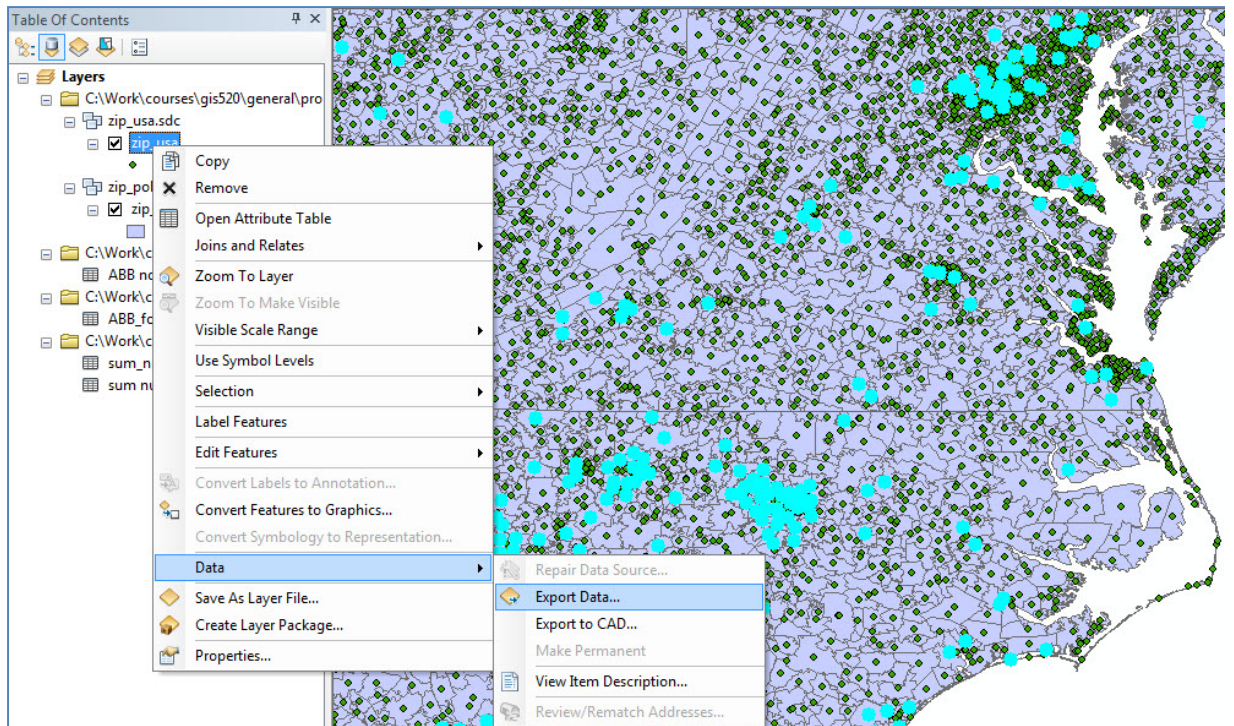 Table Of Contents
Layers
C:\Work\courses\gis520\general\pro
zip_usa.sdc
zip_usa
zip_pol
zip_
C:\Work\c
ABB no
C:\Work\c
ABB_fo
C:\Work\c
sum_n
sum nu
Copy
Remove
Open Attribute Table
Joins and Relates
Zoom To Layer
Zoom To Make Visible
Visible Scale Range
Use Symbol Levels
Selection
Label Features
Edit Features
Convert Labels to Annotation...
Convert Features to Graphics...
Convert Symbology to Representation...
Data
Save As Layer File...
Create Layer Package...
Properties...
Repair Data Source...
Export Data...
Export to CAD...
Make Permanent
View Item Description...
Review/Rematch Addresses...